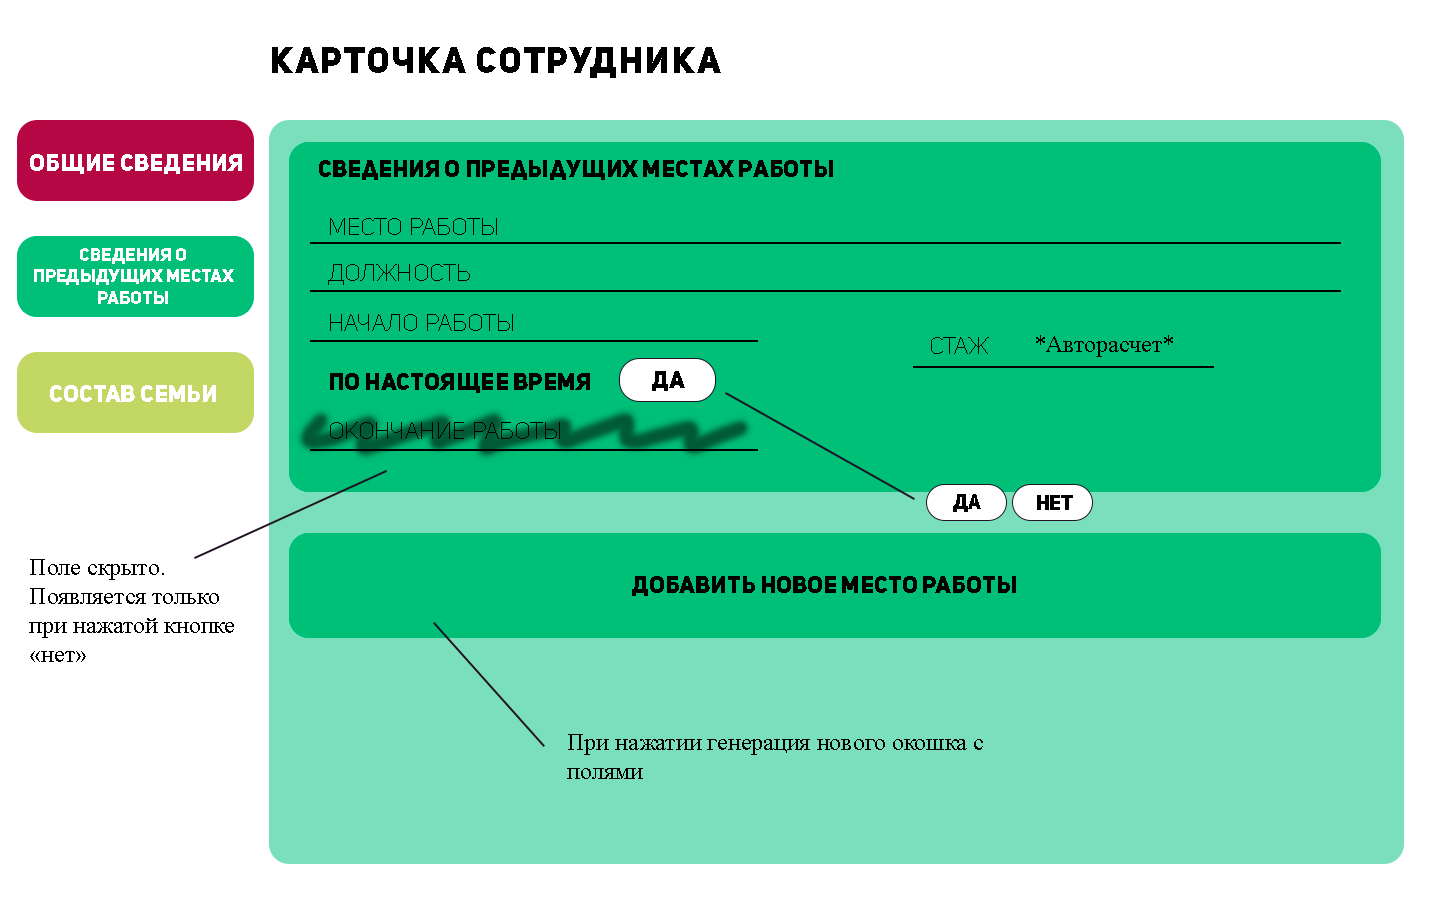 КАРТОЧКА СОТРУДНИКА
ОБЩИЕ СВЕДЕНИЯ
СВЕДЕНИЯ О
ПРЕДЫДУЩИХ МЕСТАХ
РАБОТЫ
СОСТАВ СЕМЬИ
СВЕДЕНИЯ О ПРЕДЫДУЩИХ МЕСТАХ РАБОТЫ
МЕСТО РАБОТЫ
ДОЛЖНОСТЬ
НАЧАЛО РАБОТЫ
СТАЖ *Авторасчет*
ПО НАСТОЯЩЕЕ ВРЕМЯ ДА
ОКОНЧАНИЕ РАБОТЫ
ДА НЕТ
Поле скрыто.
Появляется только
при нажатой кнопке
«нет»
ДОБАВИТЬ НОВОЕ МЕСТО РАБОТЫ
При нажатии генерация нового окошка с
полями